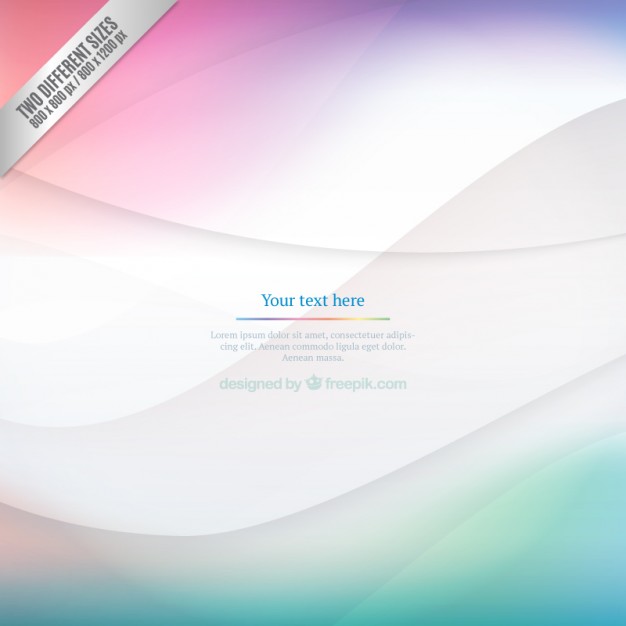 TWO DIFFERENT SIZES
800 x 800 px / 800 x 1200 px
Your text here
Lorem ipsum dolor sit amet, consectetuer
elit. Aenean commodo ligula eget dolor.
Aenean massa.
designed by freepik.com